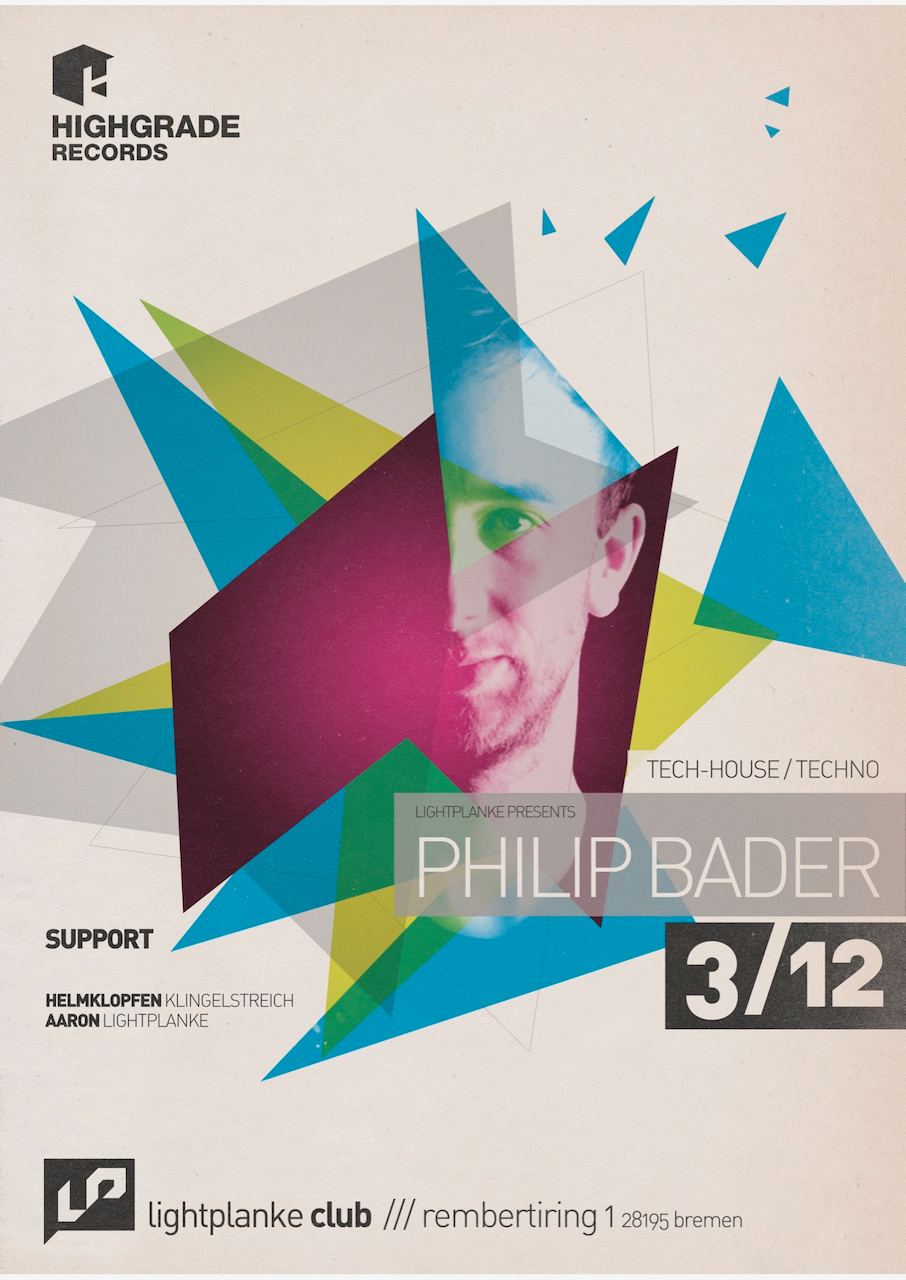 HIGHGRADE
RECORDS
TECH-HOUSE / TECHNO
LIGHTPLANKE PRESENTS
PHILIP BADER
3/12
SUPPORT
HELMKLOPFEN KLINGELSTREICH
AARON LIGHTPLANKE
LP
lightplanke club /// rembertiring 1 28195 bremen